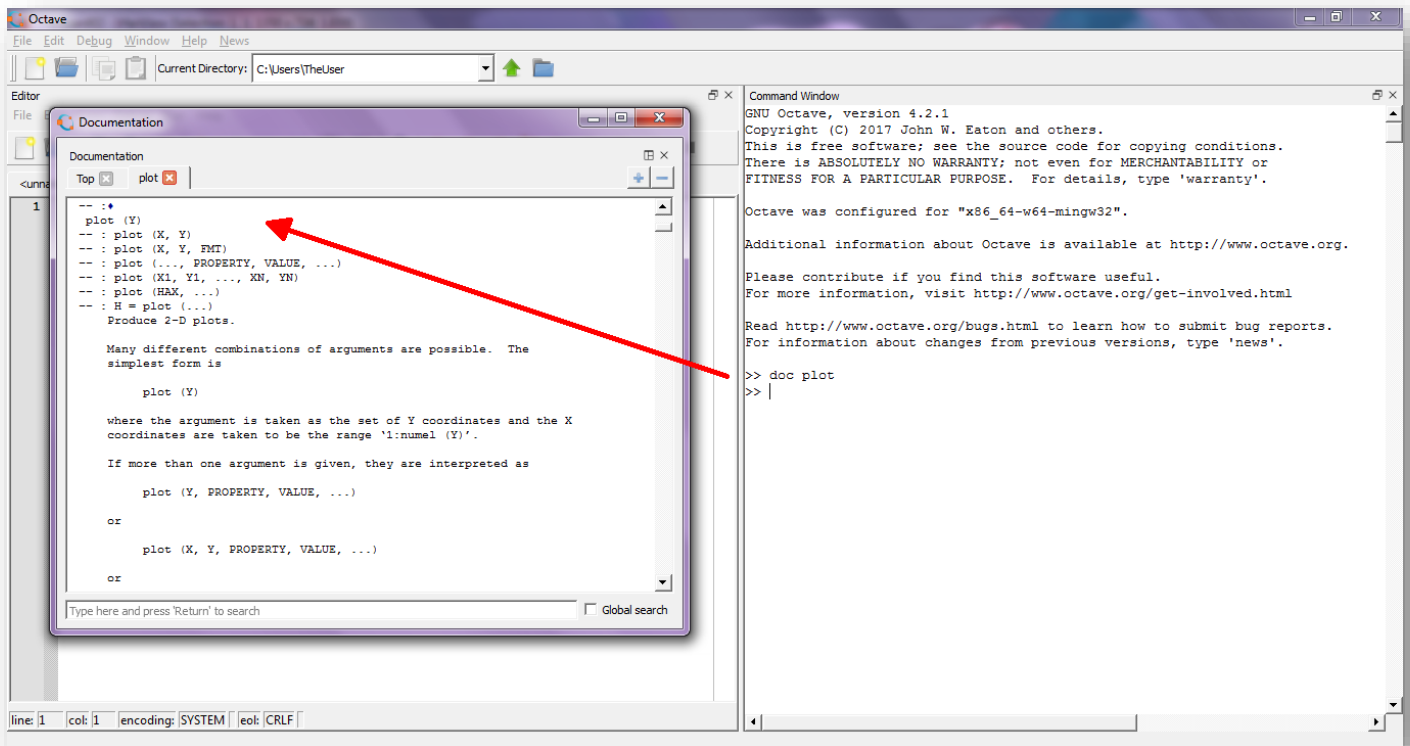 Octave
File Edit Debug Window Help News
Current Directory: C:\Users\TheUser
Editor
File
<unna
1
Documentation
Documentation
Top plot
-- :♦
plot (Y)
-- : plot (X, Y)
-- : plot (X, Y, FMT)
-- : plot (..., PROPERTY, VALUE, ...)
-- : plot (X1, Y1, ..., XN, YN)
-- : plot (HAX, ...)
-- : H = plot (...)
Produce 2-D plots.
Many different combinations of arguments are possible.  The
simplest form is
plot (Y)
where the argument is taken as the set of Y coordinates and the X
coordinates are taken to be the range ‘1:numel (Y)’.
If more than one argument is given, they are interpreted as
plot (Y, PROPERTY, VALUE, ...)
or
plot (X, Y, PROPERTY, VALUE, ...)
or
Type here and press 'Return' to search
Global search
line: 1 col: 1 encoding: SYSTEM eol: CRLF
Command Window
GNU Octave, version 4.2.1
Copyright (C) 2017 John W. Eaton and others.
This is free software; see the source code for copying conditions.
There is ABSOLUTELY NO WARRANTY; not even for MERCHANTABILITY or
FITNESS FOR A PARTICULAR PURPOSE.  For details, type 'warranty'.
Octave was configured for "x86_64-w64-mingw32".
Additional information about Octave is available at http://www.octave.org.
Please contribute if you find this software useful.
For more information, visit http://www.octave.org/get-involved.html
Read http://www.octave.org/bugs.html to learn how to submit bug reports.
For information about changes from previous versions, type 'news'.
>> doc plot
>>